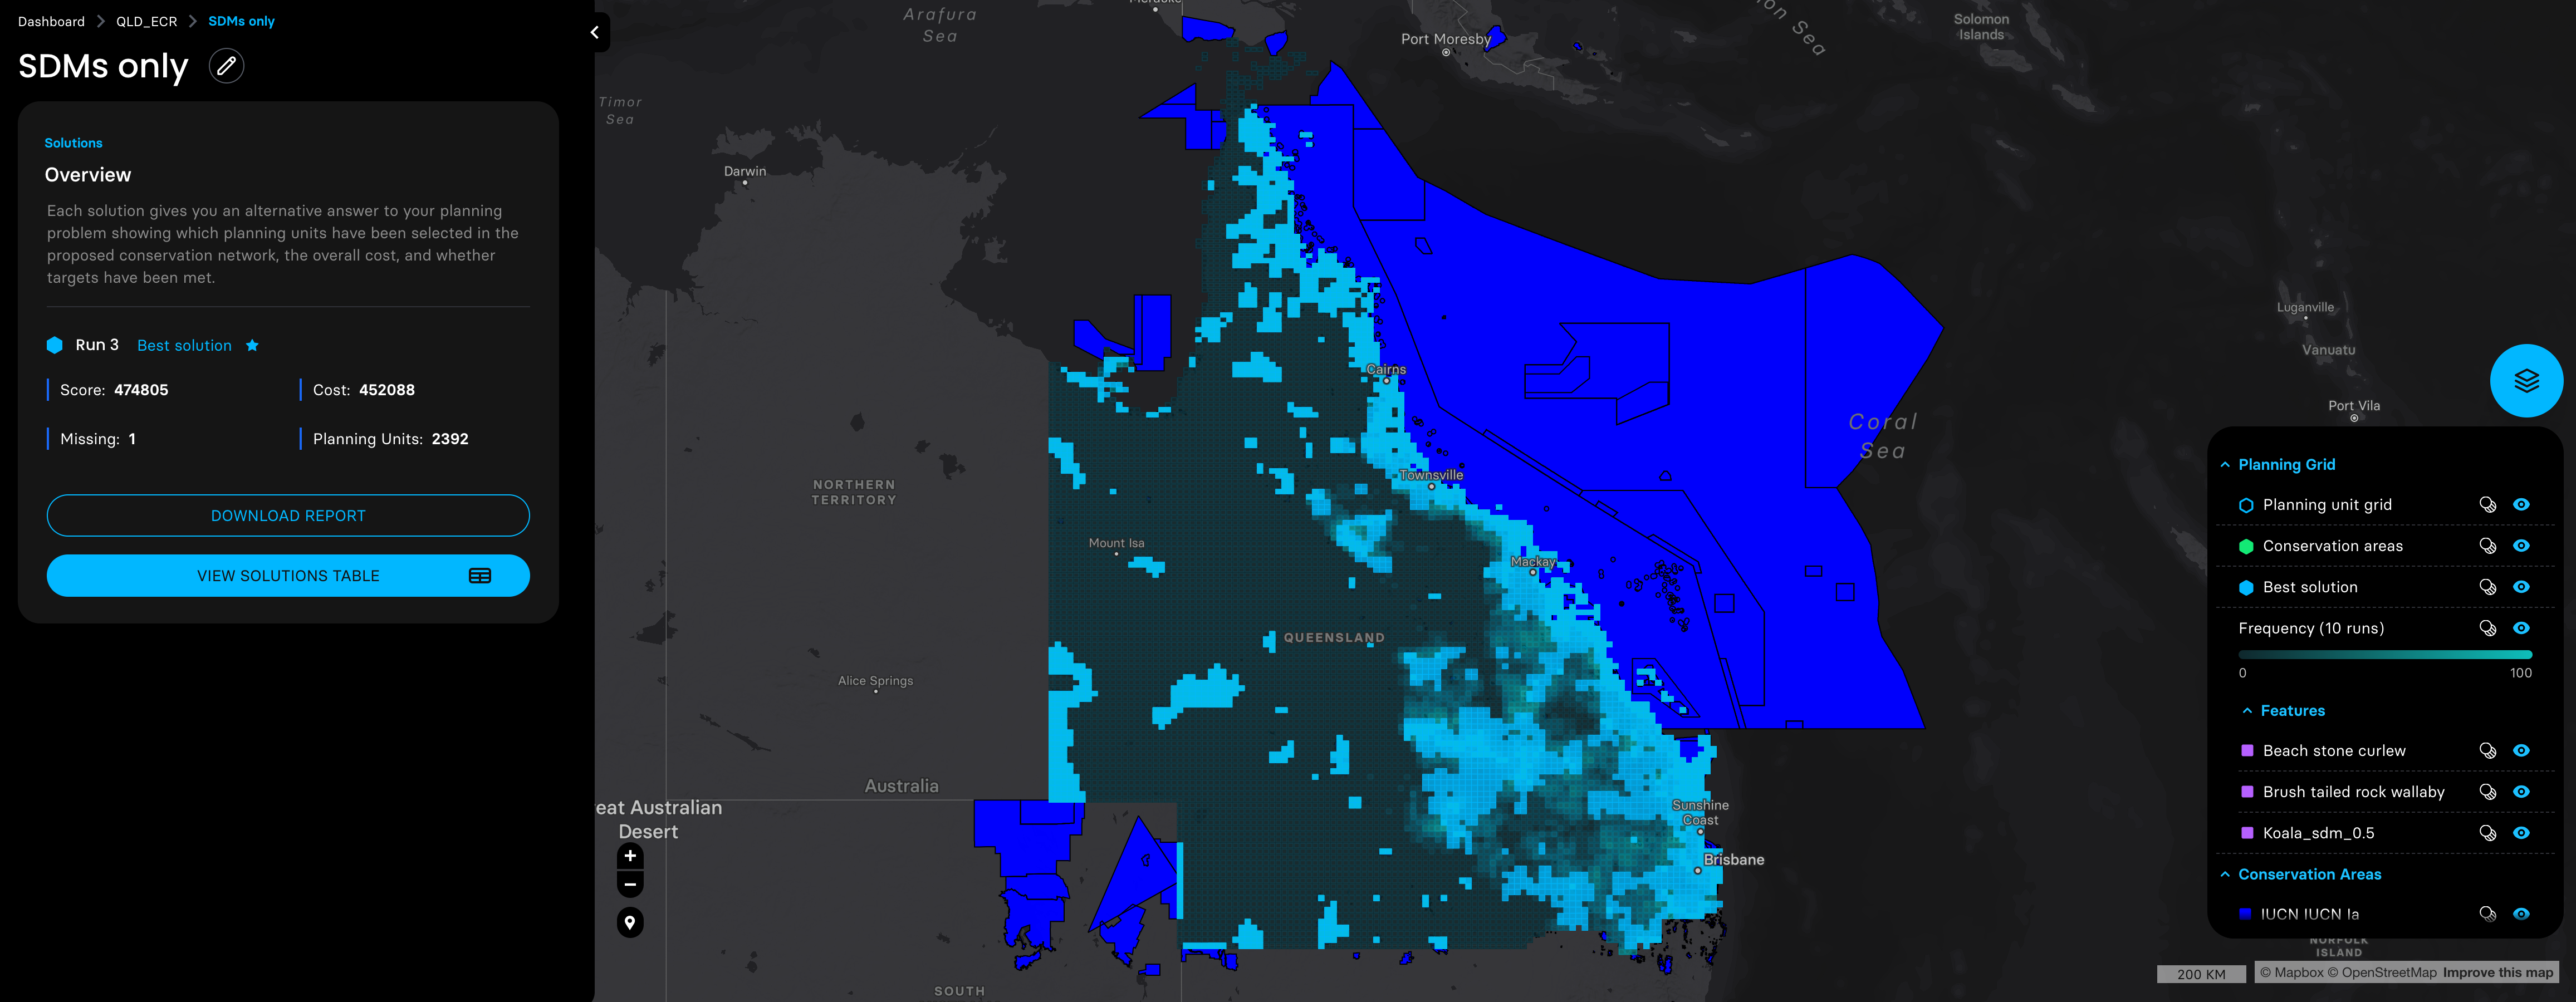 Dashboard > QLD_ECR > SDMs only
SDMs only
Solutions
Overview
Each solution gives you an alternative answer to your planning
problem showing which planning units have been selected in the
proposed conservation network, the overall cost, and whether
targets have been met.
Run 3 Best solution
Score: 474805
Cost: 452088
Missing: 1
Planning Units: 2392
DOWNLOAD REPORT
VIEW SOLUTIONS TABLE
Arafura
Sea
Timor
Sea
Darwin
Port Moresby
on Sea
Solomon
Islands
Luganville
Vanuatu
Port Vila
Coral
Sea
Cairns
Townsville
NORTHERN
TERRITORY
Mount Isa
Mackay
QUEENSLAND
Alice Springs
Australia
eat Australian
Desert
Sunshine
Coast
Brisbane
SOUTH
NORFOLK
ISLAND
Planning Grid
Planning unit grid
Conservation areas
Best solution
Frequency (10 runs)
0 100
Features
Beach stone curlew
Brush tailed rock wallaby
Koala_sdm_0.5
Conservation Areas
IUCN IUCN Ia
200 KM
© Mapbox © OpenStreetMap Improve this map